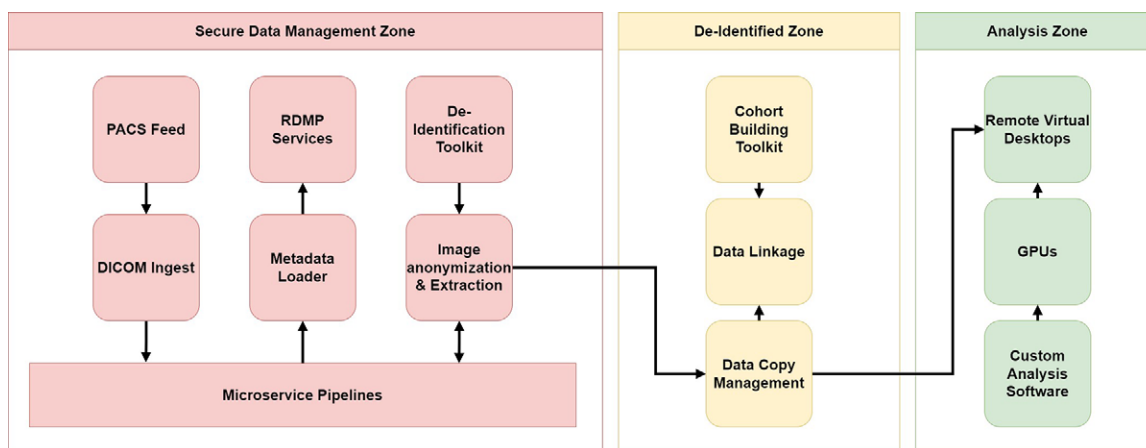 Secure Data Management Zone
De-Identified Zone
Analysis Zone
PACS Feed
RDMP
Services
De-
Identification
Toolkit
Cohort
Building
Toolkit
Remote Virtual
Desktops
DICOM Ingest
Metadata
Loader
Image
anonymization
& Extraction
Data Linkage
GPUs
Microservice Pipelines
Data Copy
Management
Custom
Analysis
Software